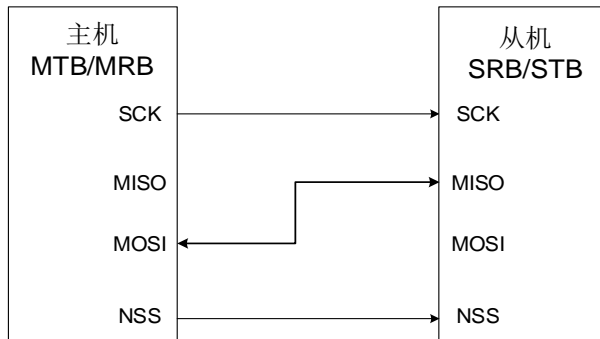 主机
MTB/MRB
SCK
MISO
MOSI
NSS
从机
SRB/STB
SCK
MISO
MOSI
NSS